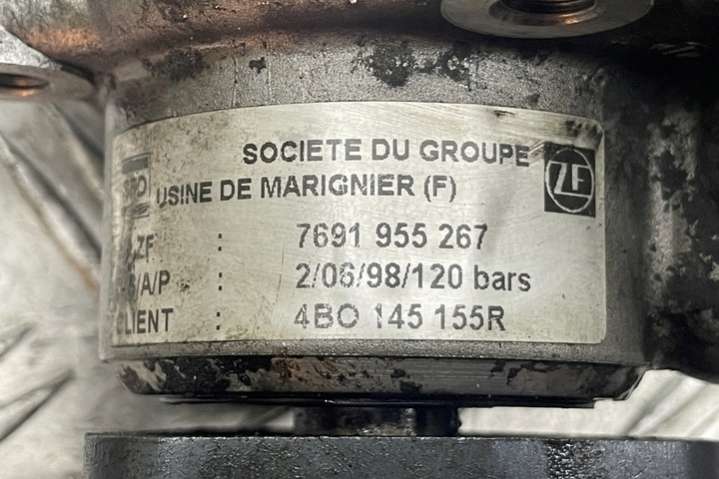 SOCIETE DU GROUPE
USINE DE MARIGNIER (F)
ZF
ZF : 7691 955 267
/A/P : 2/06/98/120 bars
CLIENT : 4BO 145 155R